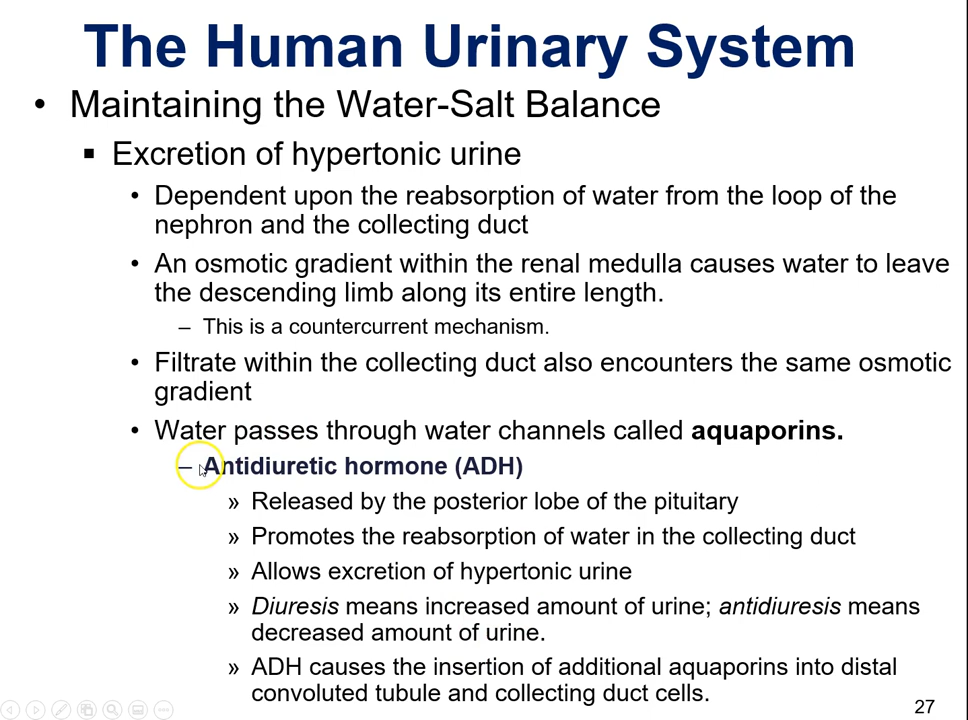 The Human Urinary System
• Maintaining the Water-Salt Balance
▪ Excretion of hypertonic urine
• Dependent upon the reabsorption of water from the loop of the
nephron and the collecting duct
• An osmotic gradient within the renal medulla causes water to leave
the descending limb along its entire length.
– This is a countercurrent mechanism.
• Filtrate within the collecting duct also encounters the same osmotic
gradient
• Water passes through water channels called aquaporins.
– Antidiuretic hormone (ADH)
» Released by the posterior lobe of the pituitary
» Promotes the reabsorption of water in the collecting duct
» Allows excretion of hypertonic urine
» Diuresis means increased amount of urine; antidiuresis means
decreased amount of urine.
» ADH causes the insertion of additional aquaporins into distal
convoluted tubule and collecting duct cells.
27